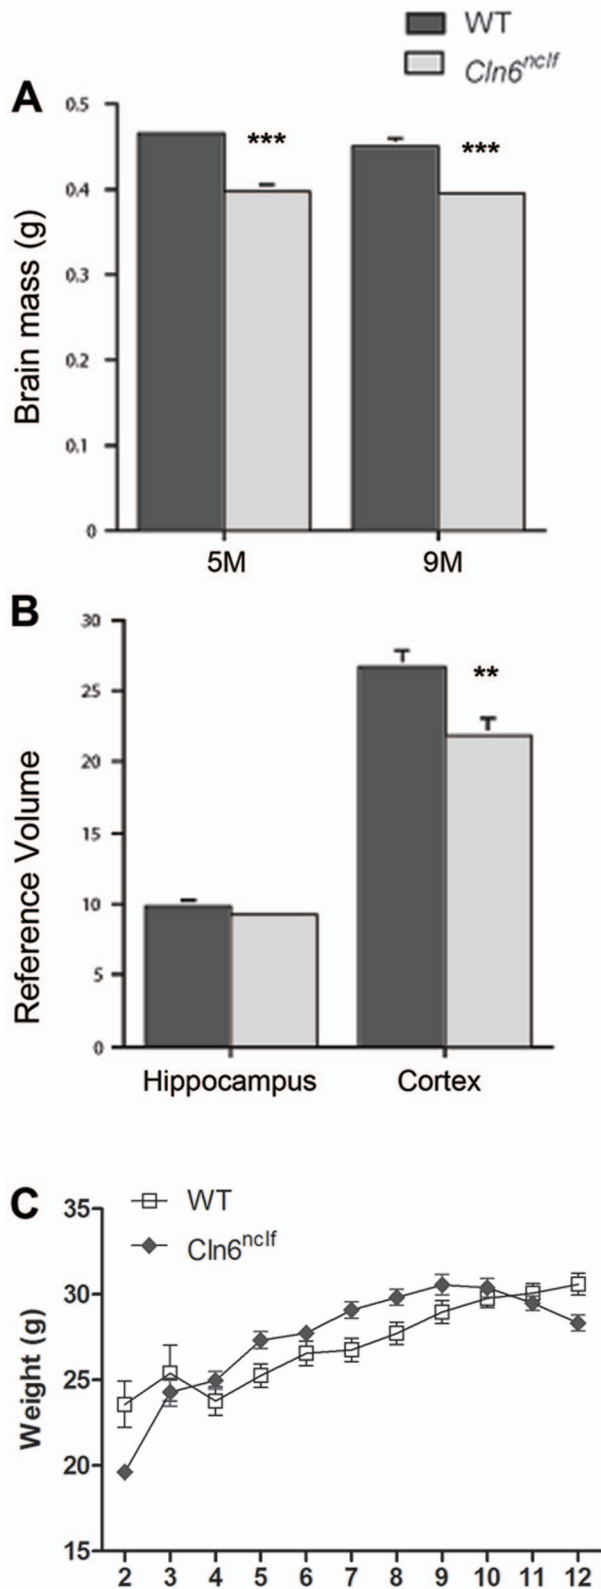 WT
Cln6nclf
A
0.5
***
***
0.4
0.3
0.2
0.1
0
Brain mass (g)
5M 9M
B
30
**
25
20
15
10
5
0
Reference Volume
Hippocampus Cortex
C
35
WT
Cln6nclf
30
25
20
15
Weight (g)
2 3 4 5 6 7 8 9 10 11 12